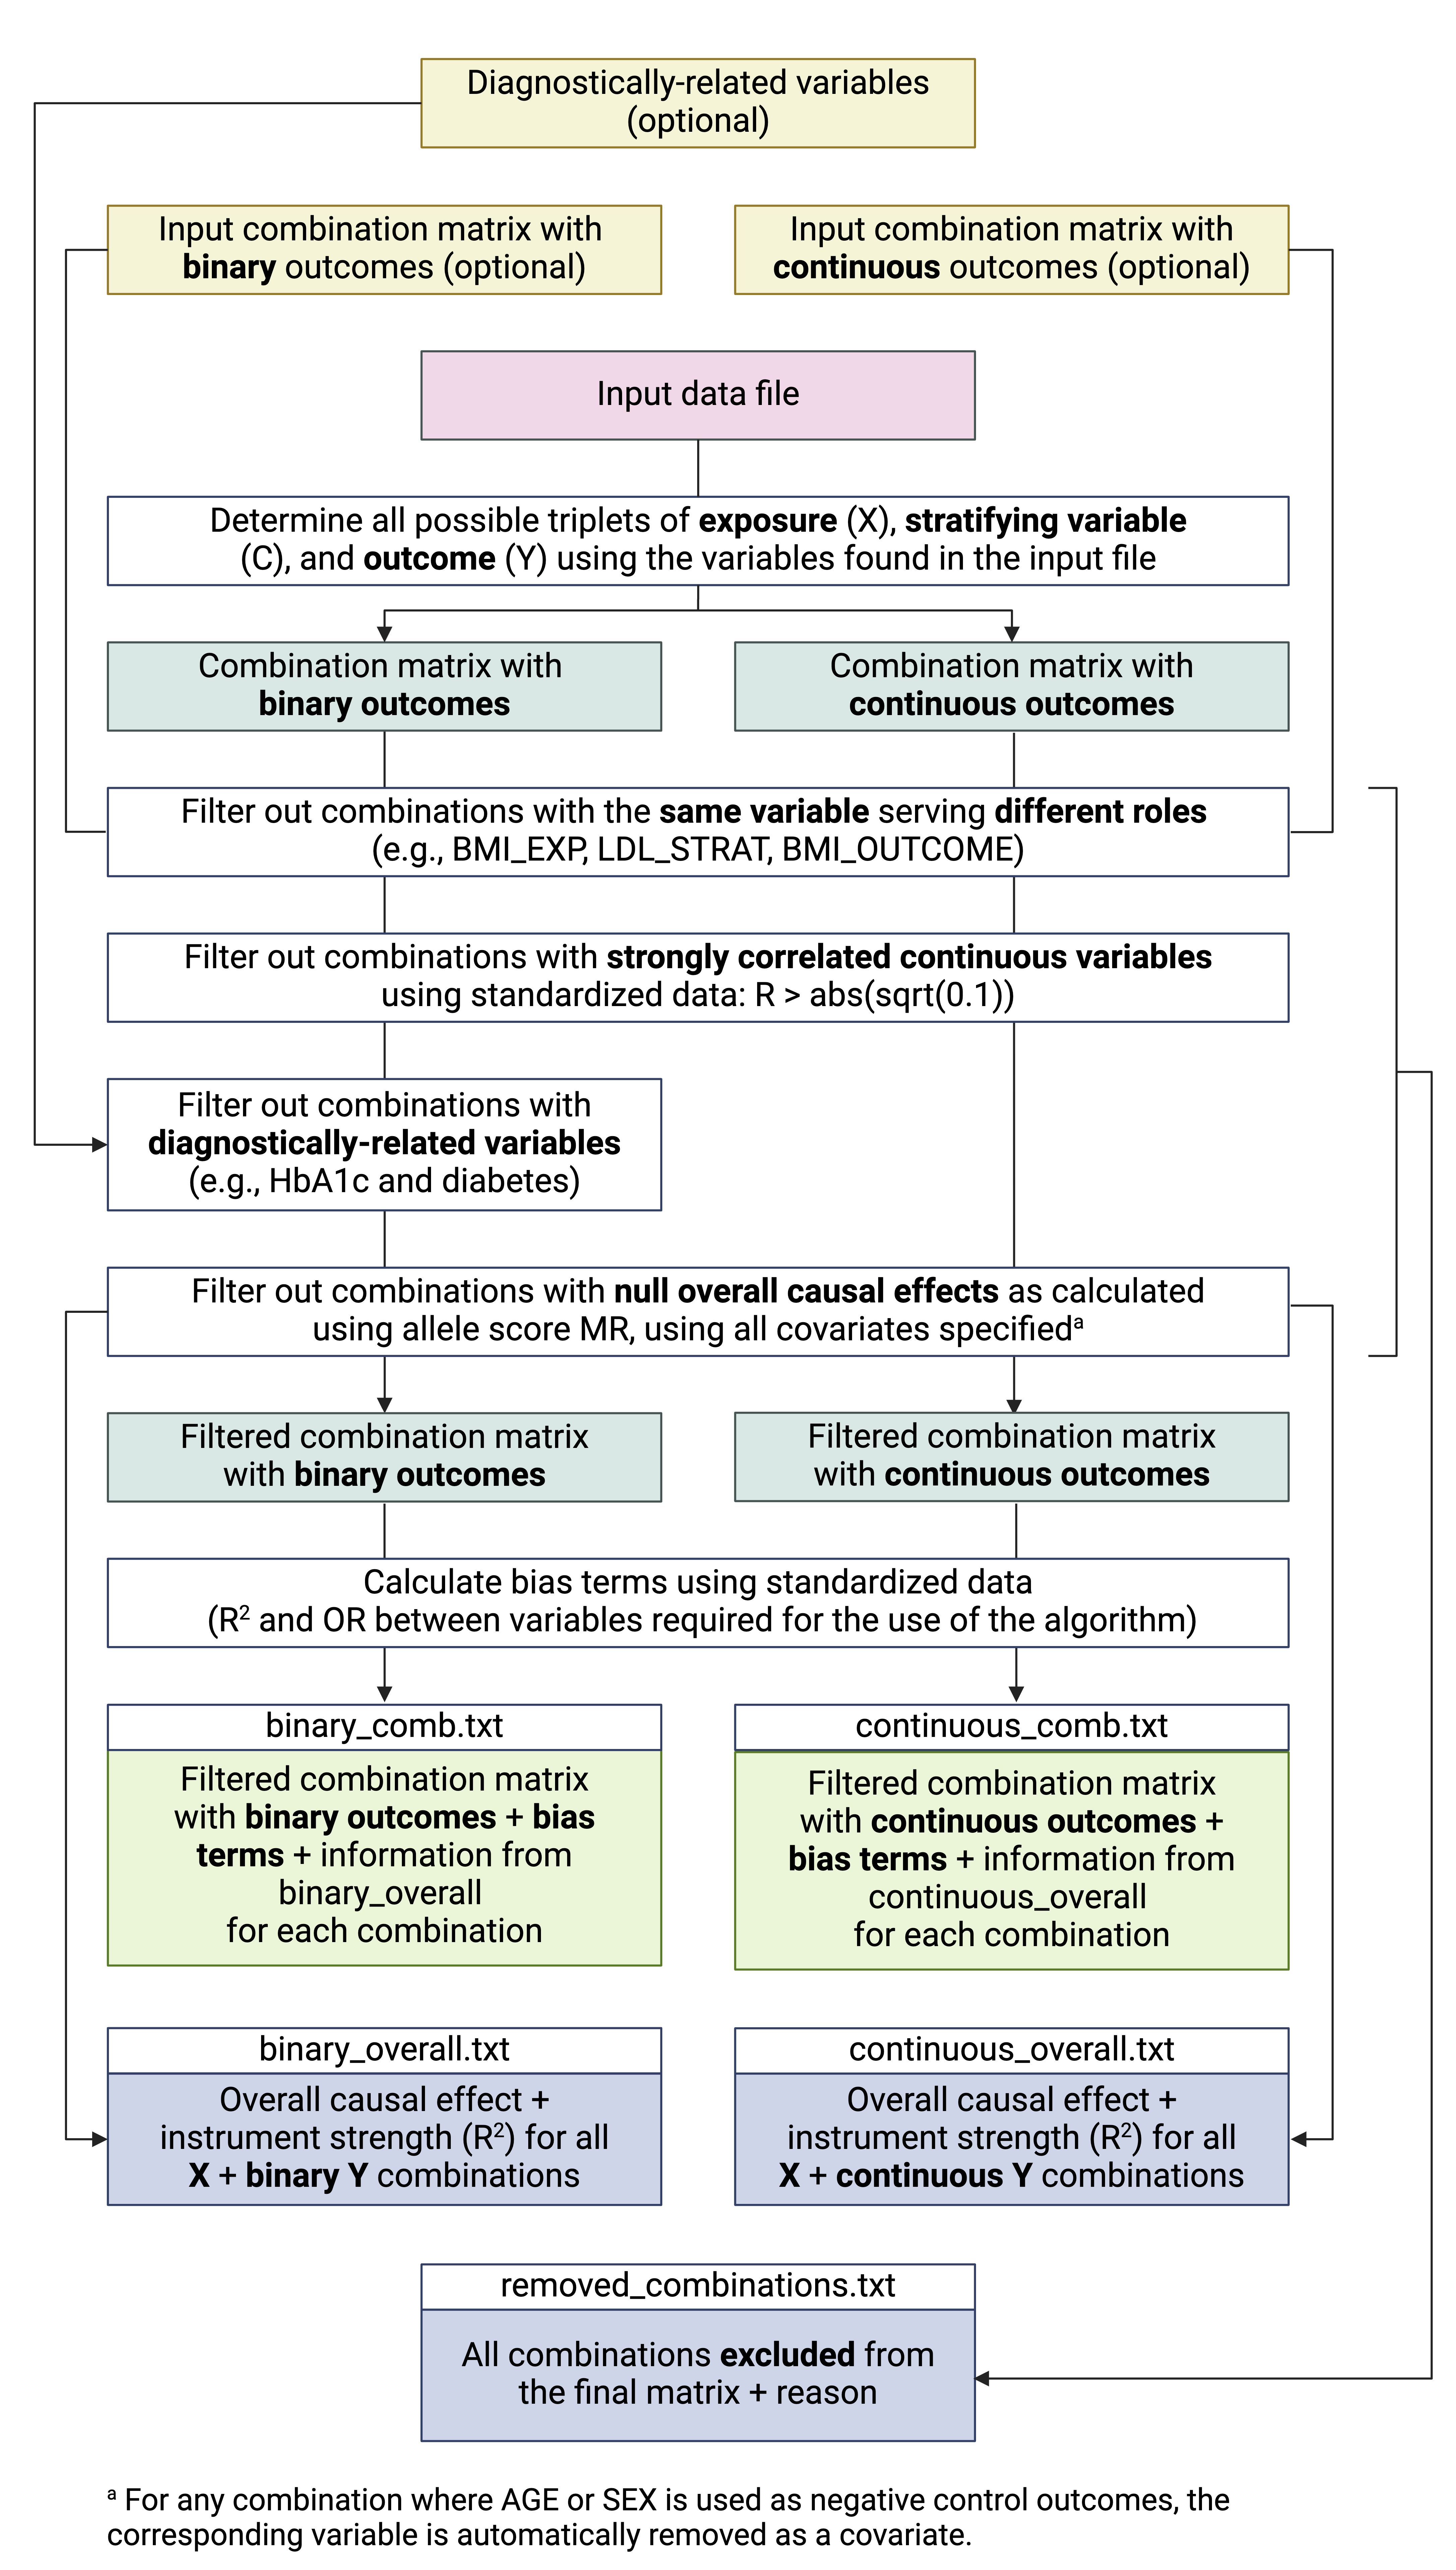 Diagnostically-related variables
(optional)
Input combination matrix with
binary outcomes (optional)
Input combination matrix with
continuous outcomes (optional)
Input data file
Determine all possible triplets of exposure (X), stratifying variable
(C), and outcome (Y) using the variables found in the input file
Combination matrix with
binary outcomes
Combination matrix with
continuous outcomes
Filter out combinations with the same variable serving different roles
(e.g., BMI_EXP, LDL_STRAT, BMI_OUTCOME)
Filter out combinations with strongly correlated continuous variables
using standardized data: R > abs(sqrt(0.1))
Filter out combinations with
diagnostically-related variables
(e.g., HbA1c and diabetes)
Filter out combinations with null overall causal effects as calculated
using allele score MR, using all covariates specifiedᵃ
Filtered combination matrix
with binary outcomes
Filtered combination matrix
with continuous outcomes
Calculate bias terms using standardized data
(R² and OR between variables required for the use of the algorithm)
binary_comb.txt
Filtered combination matrix
with binary outcomes + bias
terms + information from
binary_overall
for each combination
continuous_comb.txt
Filtered combination matrix
with continuous outcomes +
bias terms + information from
continuous_overall
for each combination
binary_overall.txt
Overall causal effect +
instrument strength (R²) for all
X + binary Y combinations
continuous_overall.txt
Overall causal effect +
instrument strength (R²) for all
X + continuous Y combinations
removed_combinations.txt
All combinations excluded from
the final matrix + reason
ᵃ For any combination where AGE or SEX is used as negative control outcomes, the
corresponding variable is automatically removed as a covariate.